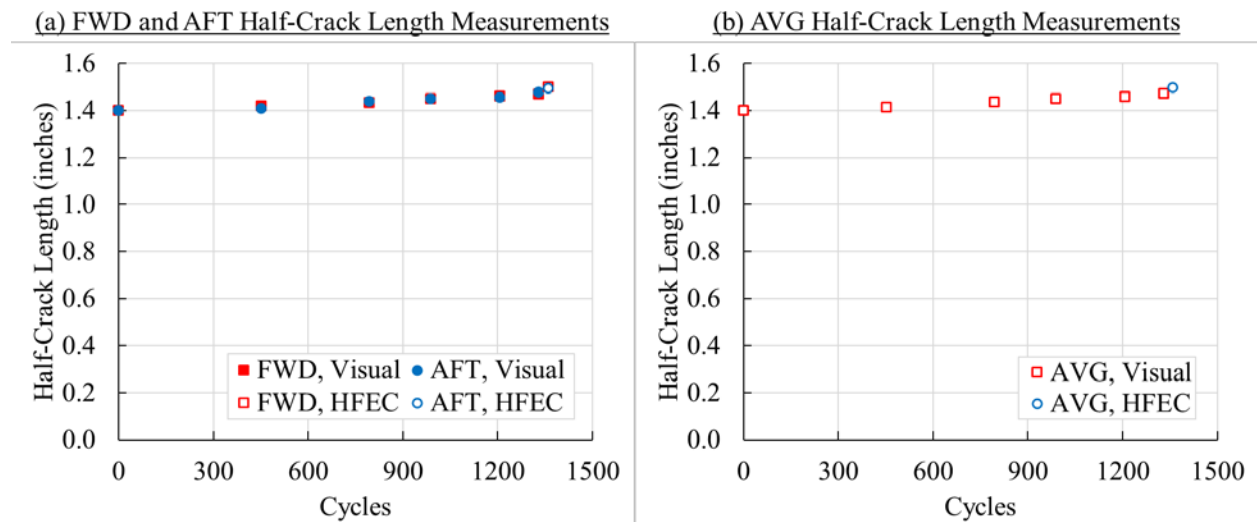 (a) FWD and AFT Half-Crack Length Measurements
Half-Crack Length (inches)
1.6
1.4
1.2
1.0
0.8
0.6
0.4
0.2
0.0
FWD, Visual
AFT, Visual
FWD, HFEC
AFT, HFEC
0 300 600 900 1200 1500
Cycles
(b) AVG Half-Crack Length Measurements
Half-Crack Length (inches)
1.6
1.4
1.2
1.0
0.8
0.6
0.4
0.2
0.0
AVG, Visual
AVG, HFEC
0 300 600 900 1200 1500
Cycles